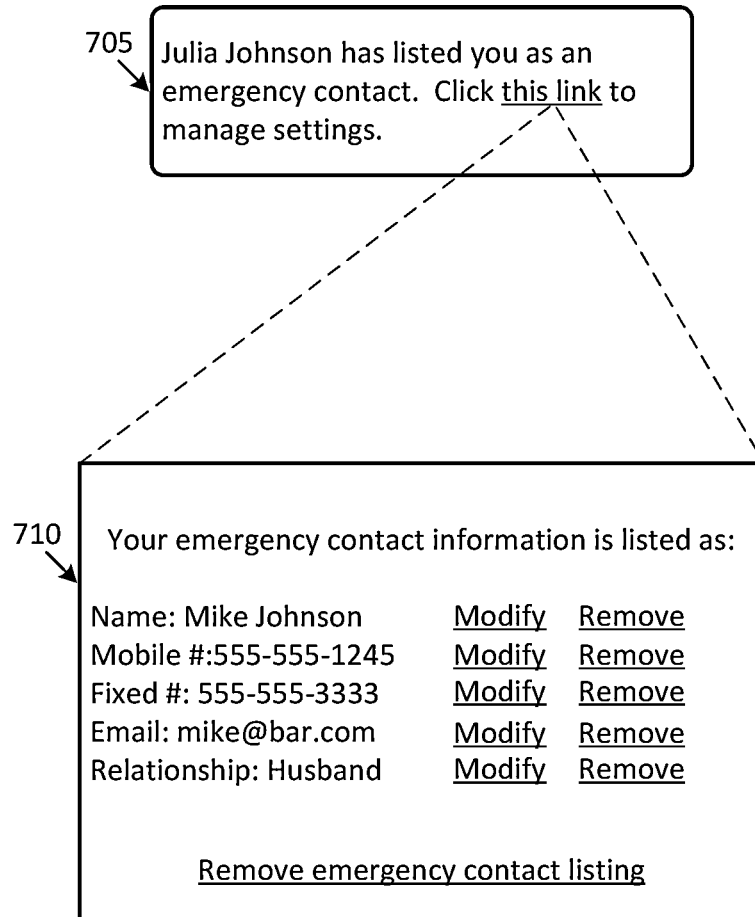 705
Julia Johnson has listed you as an
emergency contact. Click this link to
manage settings.
710
Your emergency contact information is listed as:
Name: Mike Johnson Modify Remove
Mobile #:555-555-1245 Modify Remove
Fixed #: 555-555-3333 Modify Remove
Email: mike@bar.com Modify Remove
Relationship: Husband Modify Remove
Remove emergency contact listing